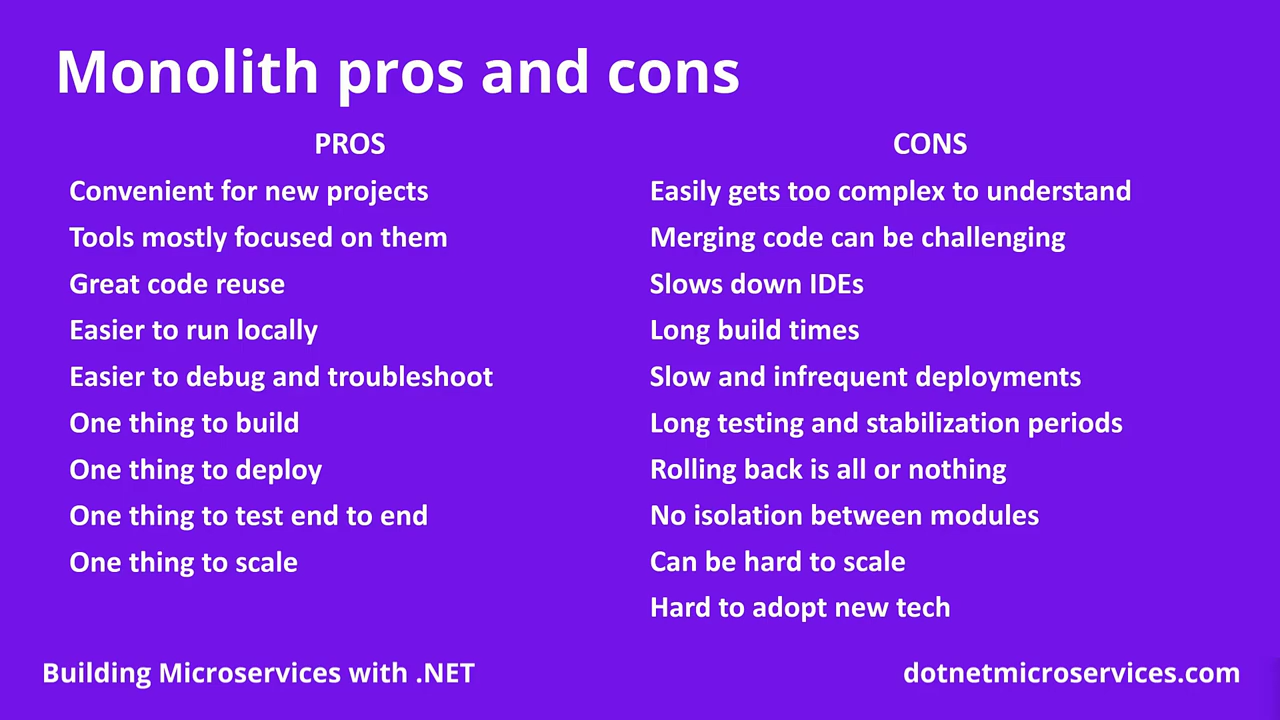 Monolith pros and cons
PROS
Convenient for new projects
Tools mostly focused on them
Great code reuse
Easier to run locally
Easier to debug and troubleshoot
One thing to build
One thing to deploy
One thing to test end to end
One thing to scale
CONS
Easily gets too complex to understand
Merging code can be challenging
Slows down IDEs
Long build times
Slow and infrequent deployments
Long testing and stabilization periods
Rolling back is all or nothing
No isolation between modules
Can be hard to scale
Hard to adopt new tech
Building Microservices with .NET
dotnetmicroservices.com